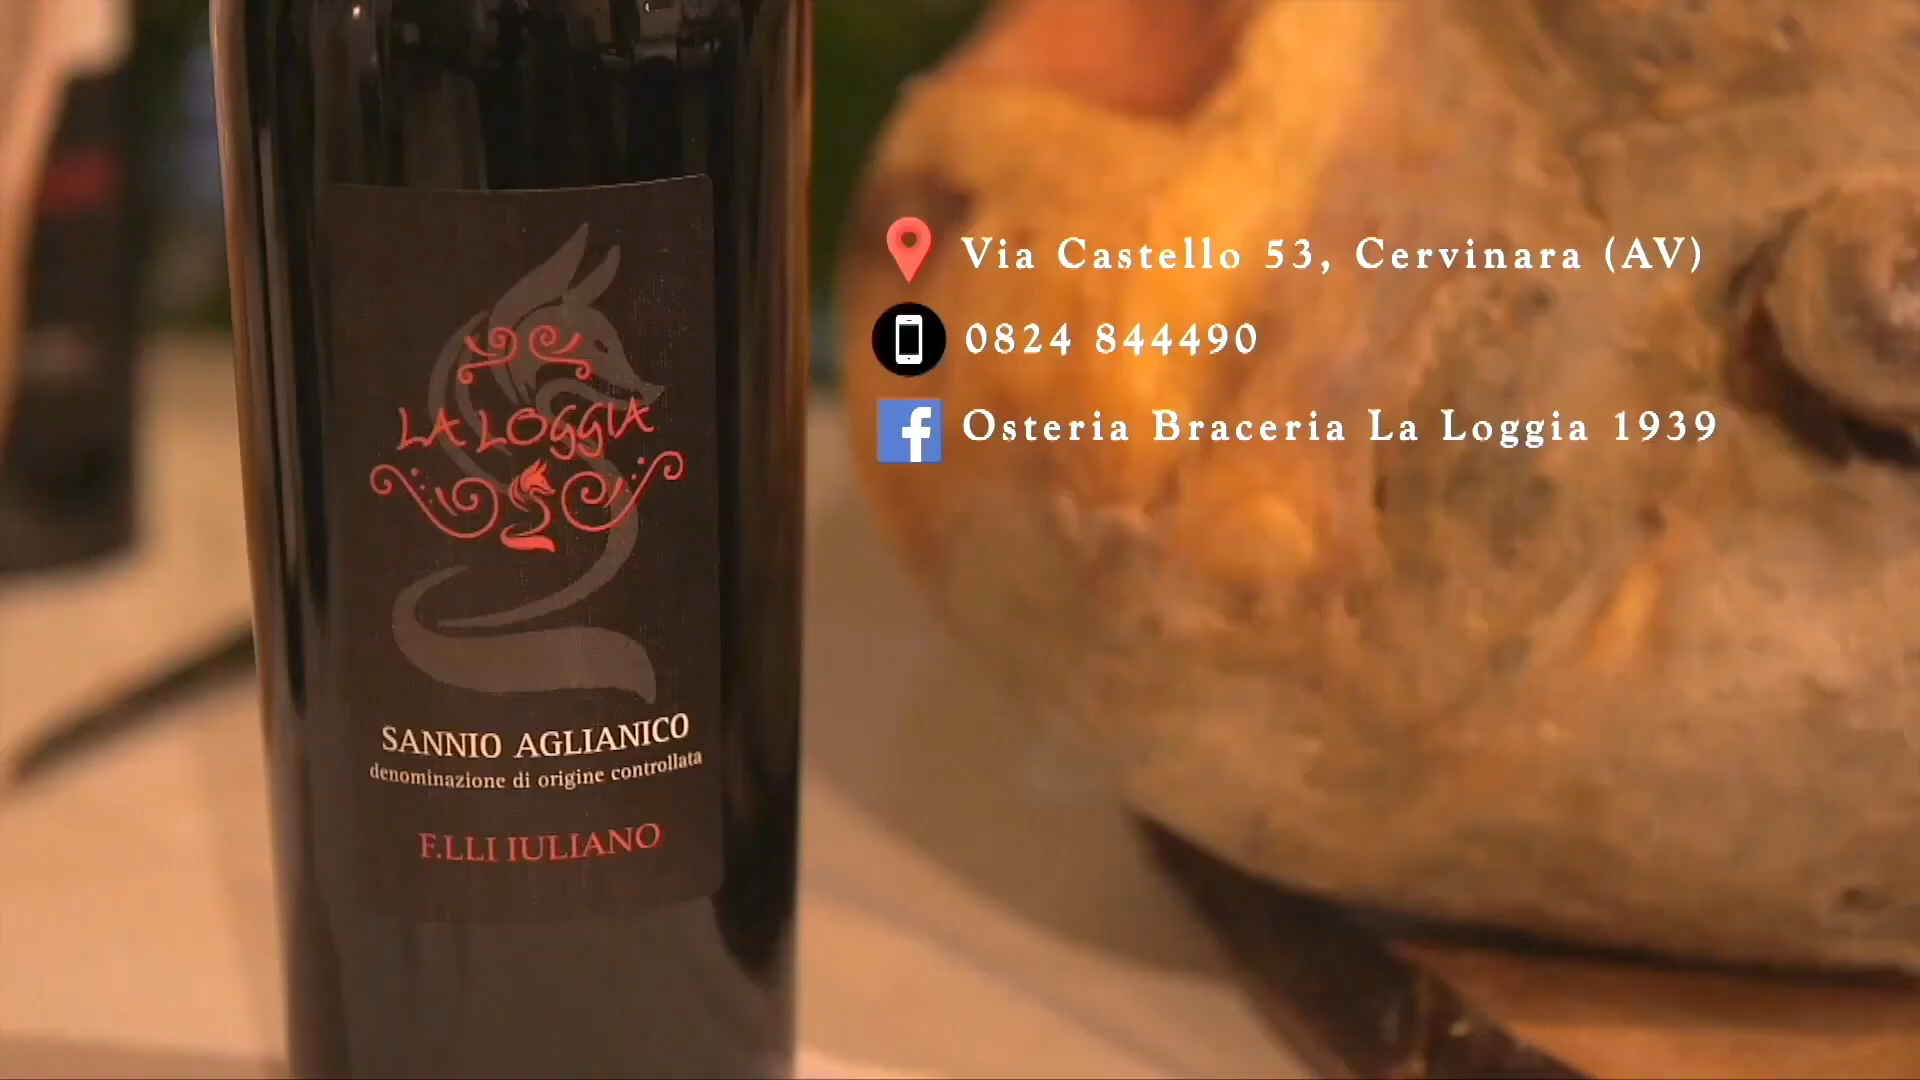 LA LOGGIA
SANNIO AGLIANICO
denominazione di origine controllata
F.LLI IULIANO
Via Castello 53, Cervinara (AV)
0824 844490
f Osteria Braceria La Loggia 1939